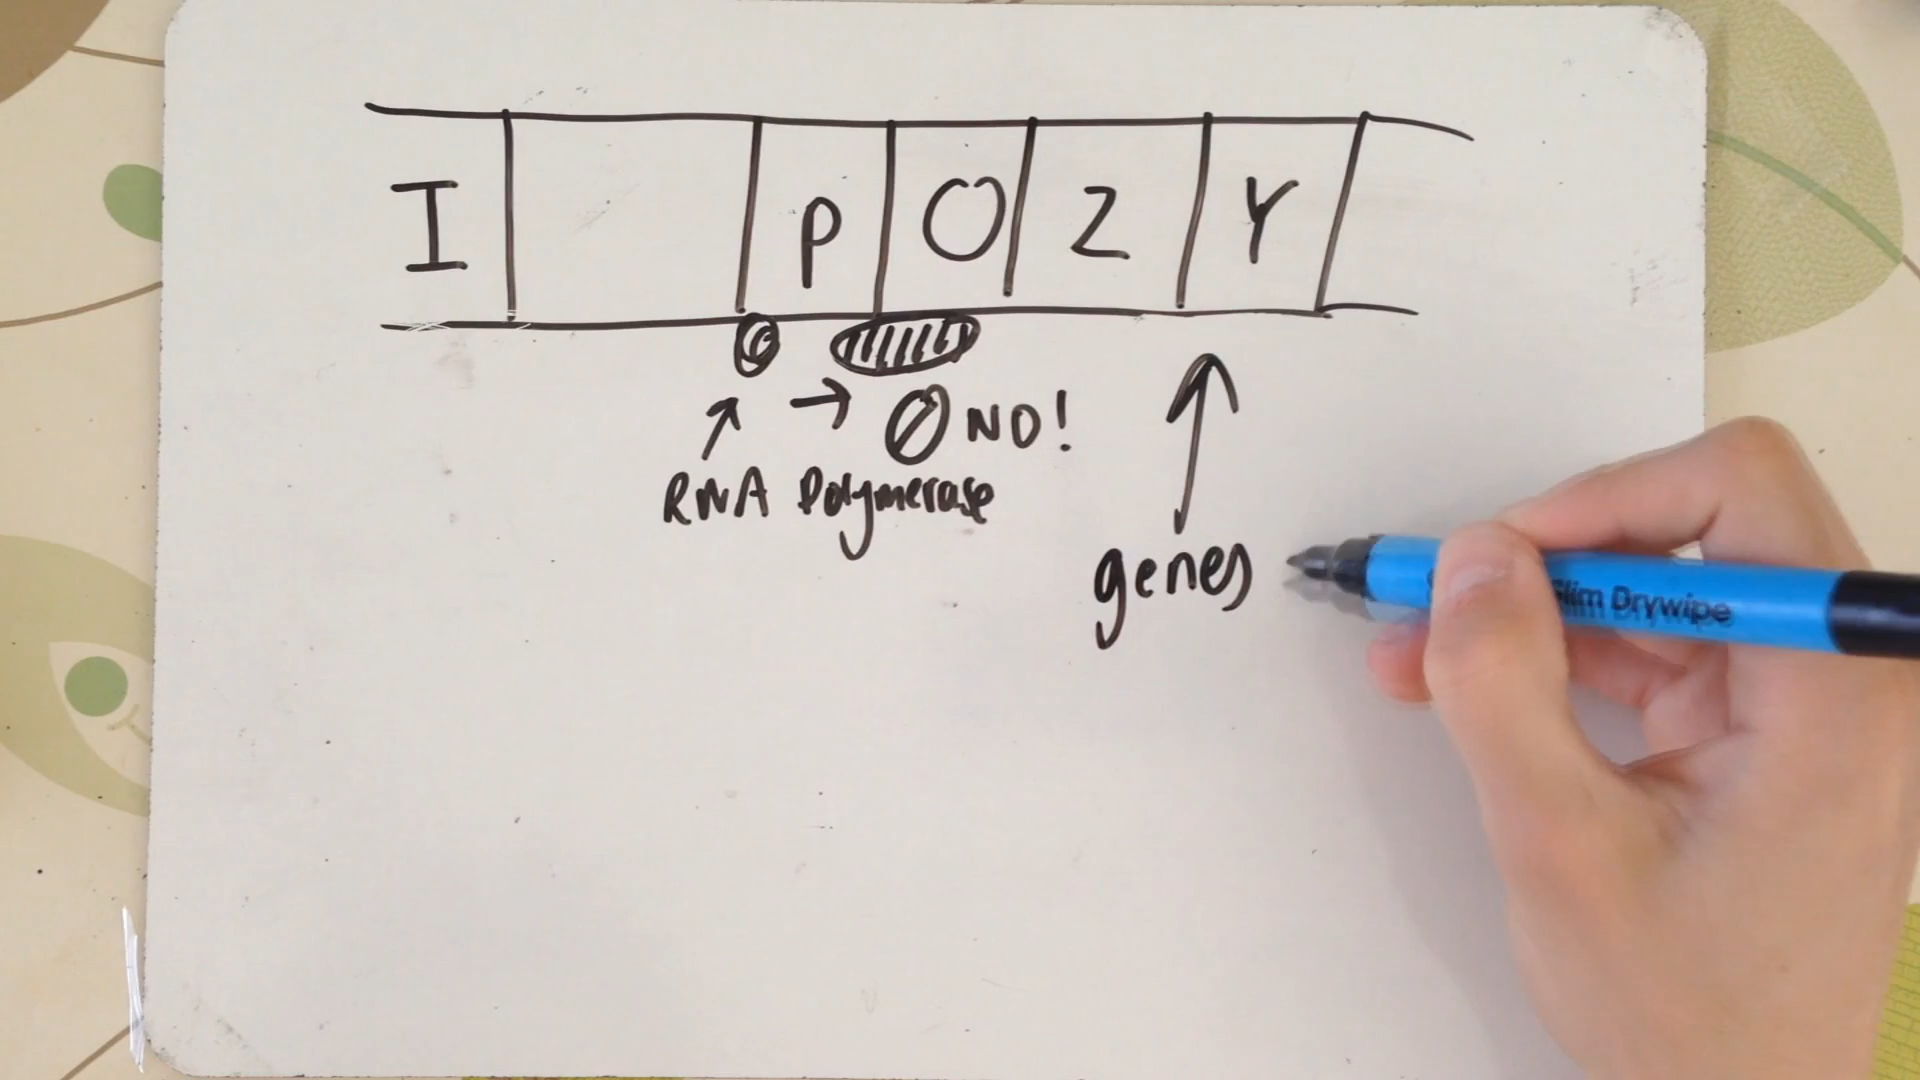 I P O Z Y
NO!
RNA Polymerase
genes
Slim Drywipe